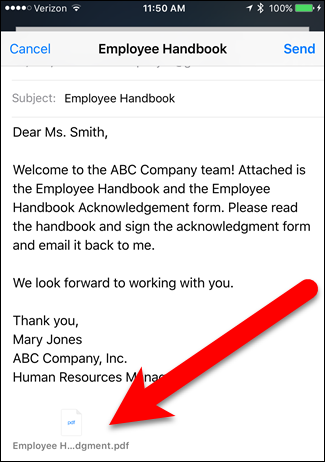 Verizon 11:50 AM 100%
Cancel Employee Handbook Send
Subject: Employee Handbook
Dear Ms. Smith,
Welcome to the ABC Company team! Attached is
the Employee Handbook and the Employee
Handbook Acknowledgement form. Please read
the handbook and sign the acknowledgment form
and email it back to me.
We look forward to working with you.
Thank you,
Mary Jones
ABC Company, Inc.
Human Resources
pdf
Employee H...dgment.pdf